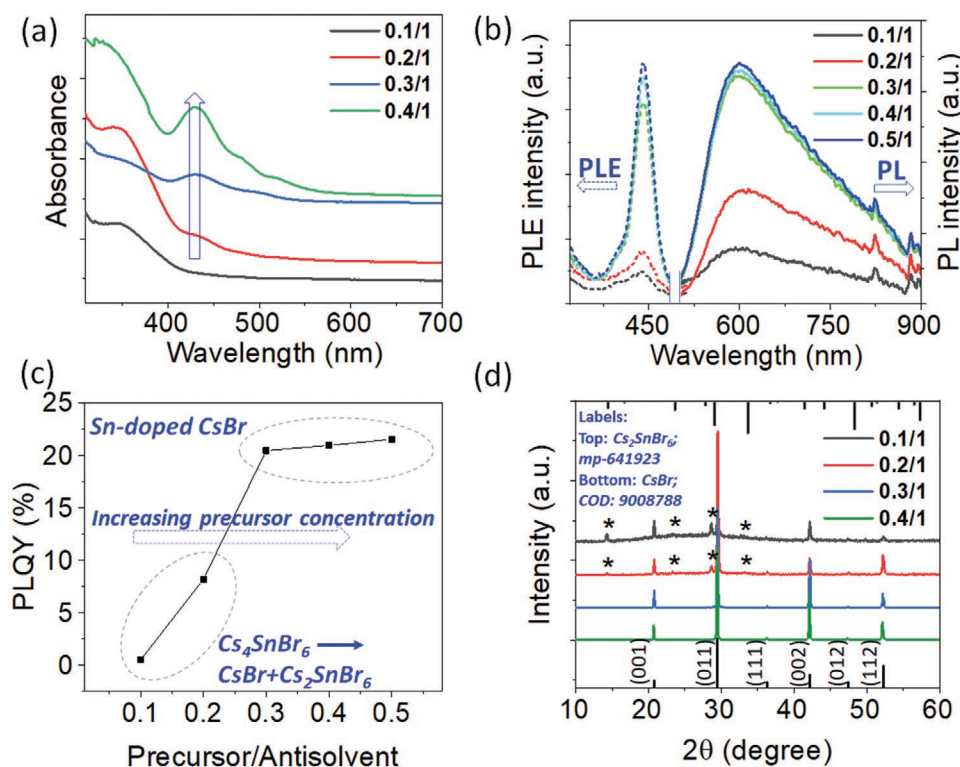 (a)
0.1/1
0.2/1
0.3/1
0.4/1
Absorbance
400
500
600
700
Wavelength (nm)
(b)
0.1/1
0.2/1
0.3/1
0.4/1
0.5/1
PLE
PL
PLE intensity (a.u.)
PL intensity (a.u.)
450
600
750
900
Wavelength (nm)
(c)
25
20
15
10
5
0
PLQY (%)
Sn-doped CsBr
Increasing precursor concentration
Cs₄SnBr₆
CsBr+Cs₂SnBr₆
0.1
0.2
0.3
0.4
0.5
Precursor/Antisolvent
(d)
Labels:
Top: Cs₂SnBr₆;
mp-641923
Bottom: CsBr;
COD: 9008788
0.1/1
0.2/1
0.3/1
0.4/1
* * * *
* * * *
Intensity (a.u.)
(001)
(011)
(111)
(002)
(012)
(112)
10
20
30
40
50
60
2θ (degree)